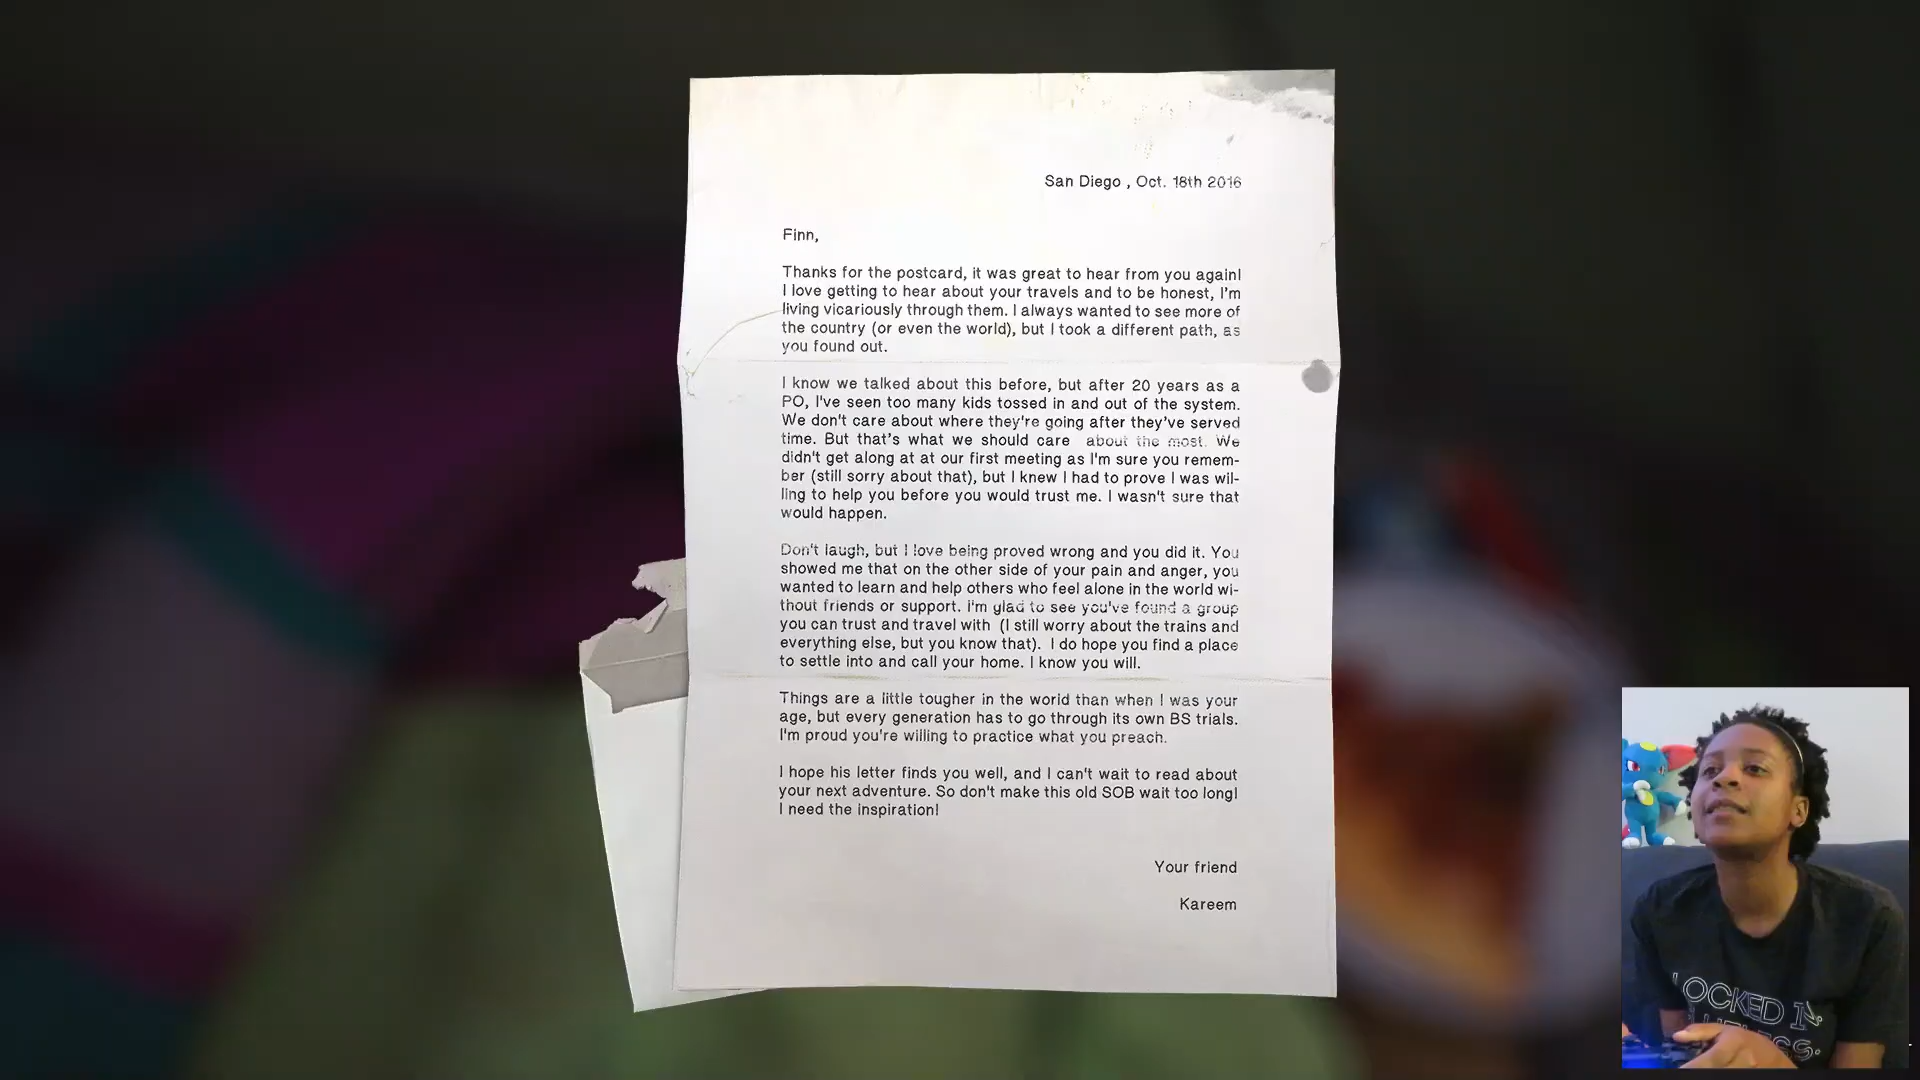 San Diego , Oct. 18th 2016
Finn,
Thanks for the postcard, it was great to hear from you again!
I love getting to hear about your travels and to be honest, I'm
living vicariously through them. I always wanted to see more of
the country (or even the world), but I took a different path, as
you found out.
I know we talked about this before, but after 20 years as a
PO, I've seen too many kids tossed in and out of the system.
We don't care about where they're going after they've served
time. But that's what we should care about the most. We
didn't get along at at our first meeting as I'm sure you remem-
ber (still sorry about that), but I knew I had to prove I was wil-
ling to help you before you would trust me. I wasn't sure that
would happen.
Don't laugh, but I love being proved wrong and you did it. You
showed me that on the other side of your pain and anger, you
wanted to learn and help others who feel alone in the world wi-
thout friends or support. I'm glad to see you've found a group
you can trust and travel with (I still worry about the trains and
everything else, but you know that). I do hope you find a place
to settle into and call your home. I know you will.
Things are a little tougher in the world than when I was your
age, but every generation has to go through its own BS trials.
I'm proud you're willing to practice what you preach.
I hope his letter finds you well, and I can't wait to read about
your next adventure. So don't make this old SOB wait too long!
I need the inspiration!
Your friend
Kareem
LOCKED IN